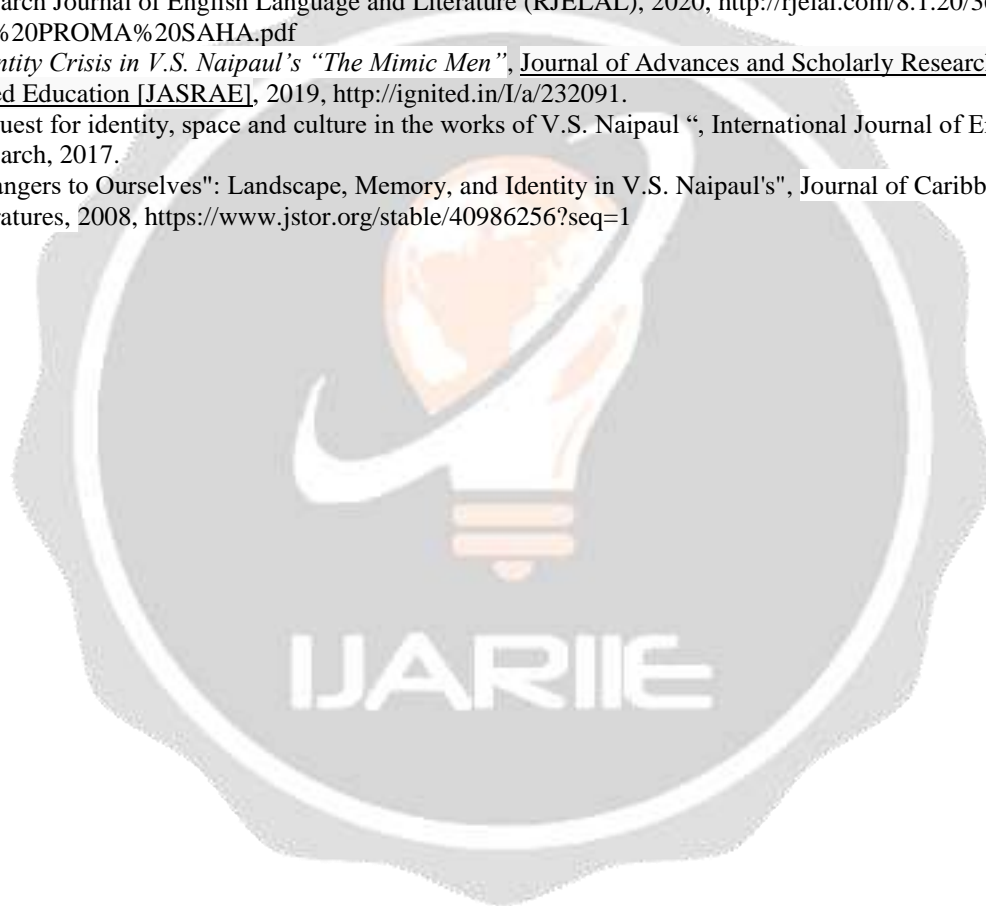 arch Journal of English Language and Literature (RJELAL), 2020, http://rjelal.com/8.1.20/
%20PROMA%20SAHA.pdf
ntity Crisis in V.S. Naipaul's “The Mimic Men”, Journal of Advances and Scholarly Research
ed Education [JASRAE], 2019, http://ignited.in/I/a/232091.
uest for identity, space and culture in the works of V.S. Naipaul “, International Journal of E
arch, 2017.
angers to Ourselves": Landscape, Memory, and Identity in V.S. Naipaul's", Journal of Caribb
ratures, 2008, https://www.jstor.org/stable/40986256?seq=1
IJARIIE